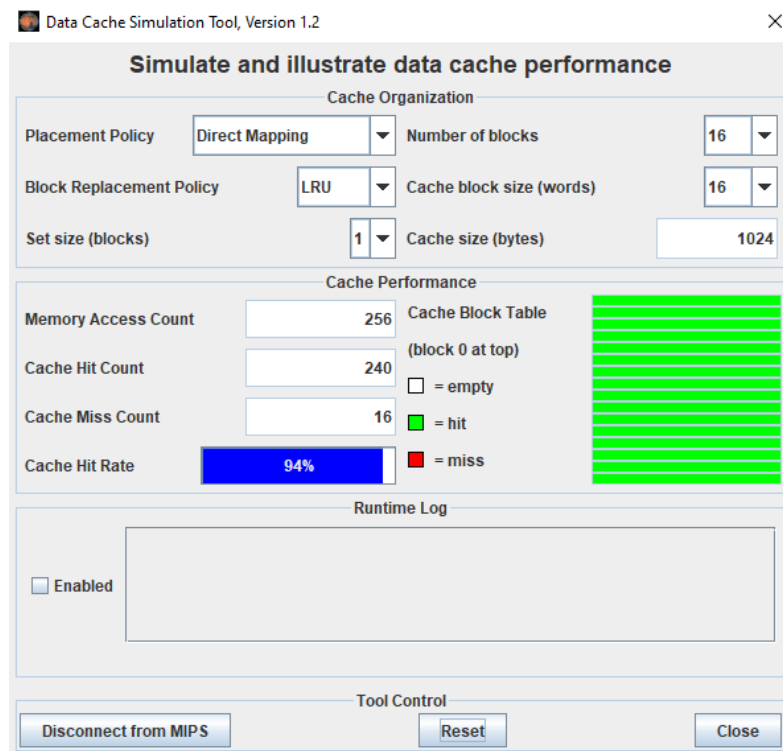 Data Cache Simulation Tool, Version 1.2
Simulate and illustrate data cache performance
Cache Organization
Placement Policy Direct Mapping Number of blocks 16
Block Replacement Policy LRU Cache block size (words) 16
Set size (blocks) 1 Cache size (bytes) 1024
Cache Performance
Memory Access Count 256 Cache Block Table
(block 0 at top)
Cache Hit Count 240
= empty
Cache Miss Count 16 = hit
Cache Hit Rate 94% = miss
Runtime Log
Enabled
Tool Control
Disconnect from MIPS Reset Close